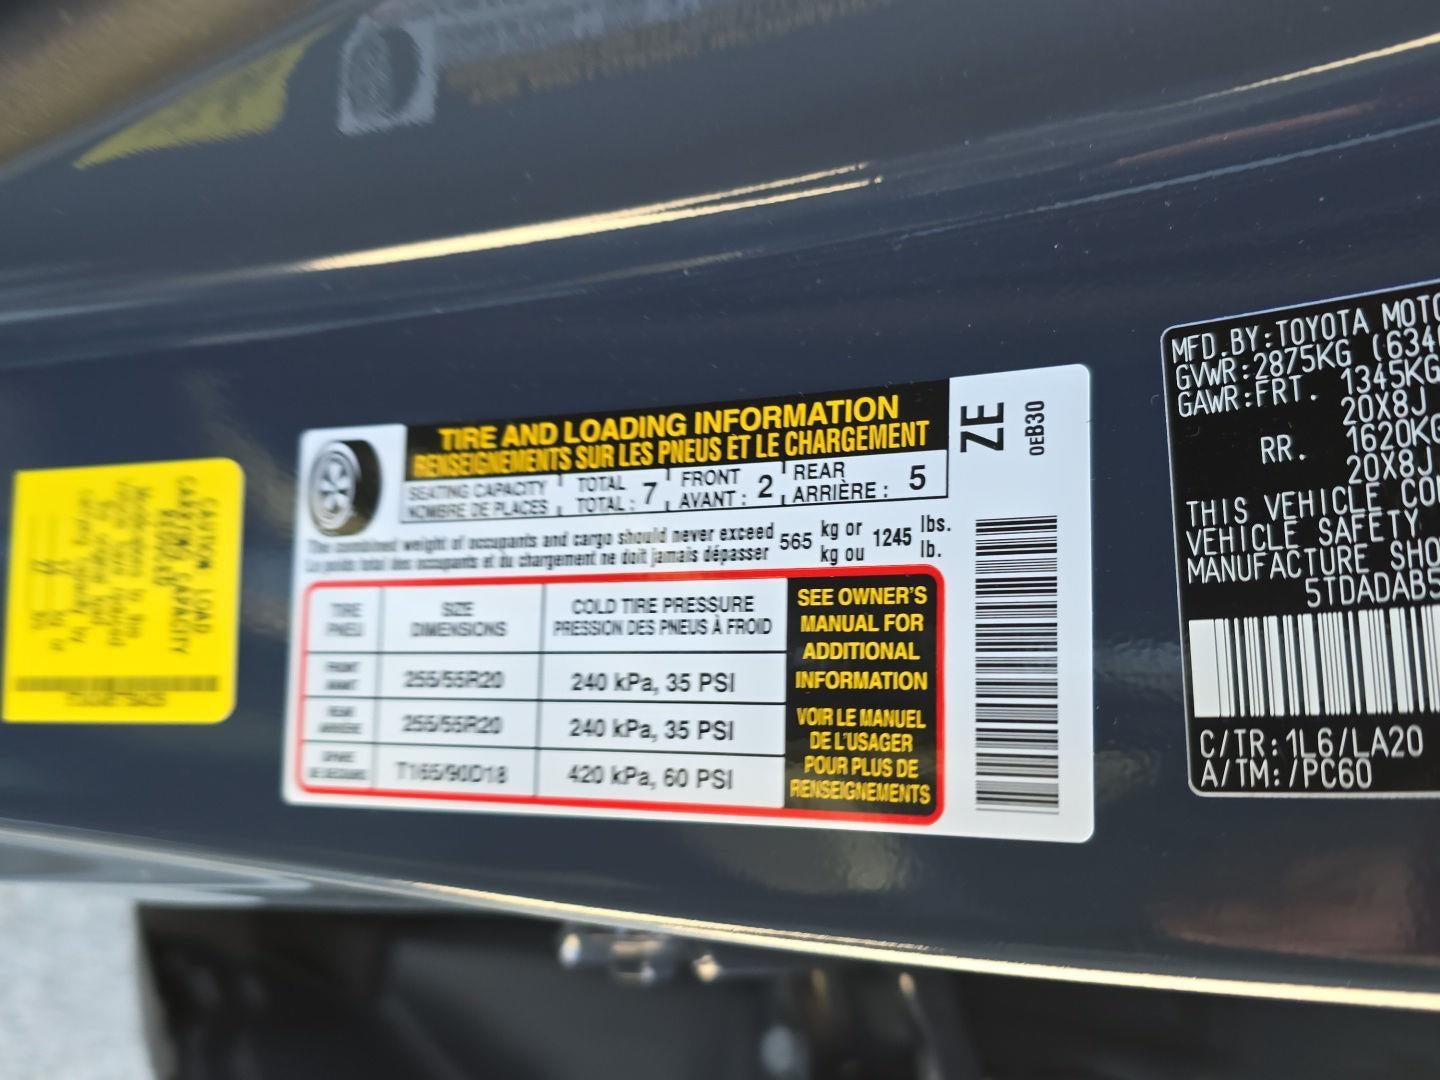 TIRE AND LOADING INFORMATION
RENSEIGNEMENTS SUR LES PNEUS ET LE CHARGEMENT
SEATING CAPACITY TOTAL FRONT REAR
NOMBRE DE PLACES TOTAL : 7 AVANT : 2 ARRIÈRE : 5
The combined weight of occupants and cargo should never exceed 565 kg or 1245 lbs.
Le poids total des occupants et du chargement ne doit jamais dépasser kg ou lb.
TIRE SIZE COLD TIRE PRESSURE
PNEU DIMENSIONS PRESSION DES PNEUS À FROID
FRONT
AVANT 255/55R20 240 kPa, 35 PSI
REAR
ARRIÈRE 255/55R20 240 kPa, 35 PSI
SPARE
DE SECOURS T165/90D18 420 kPa, 60 PSI
SEE OWNER'S
MANUAL FOR
ADDITIONAL
INFORMATION
VOIR LE MANUEL
DE L'USAGER
POUR PLUS DE
RENSEIGNEMENTS
ZE
0EB30
MFD.BY:TOYOTA MOTO
GVWR:2875KG (634
GAWR:FRT. 1345KG
20X8J
RR. 1620KG
20X8J
THIS VEHICLE CO
VEHICLE SAFETY
MANUFACTURE SHO
5TDADAB5
C/TR:1L6/LA20
A/TM:/PC60
CAUTION LOAD
CARRYING CAPACITY
REDUCED